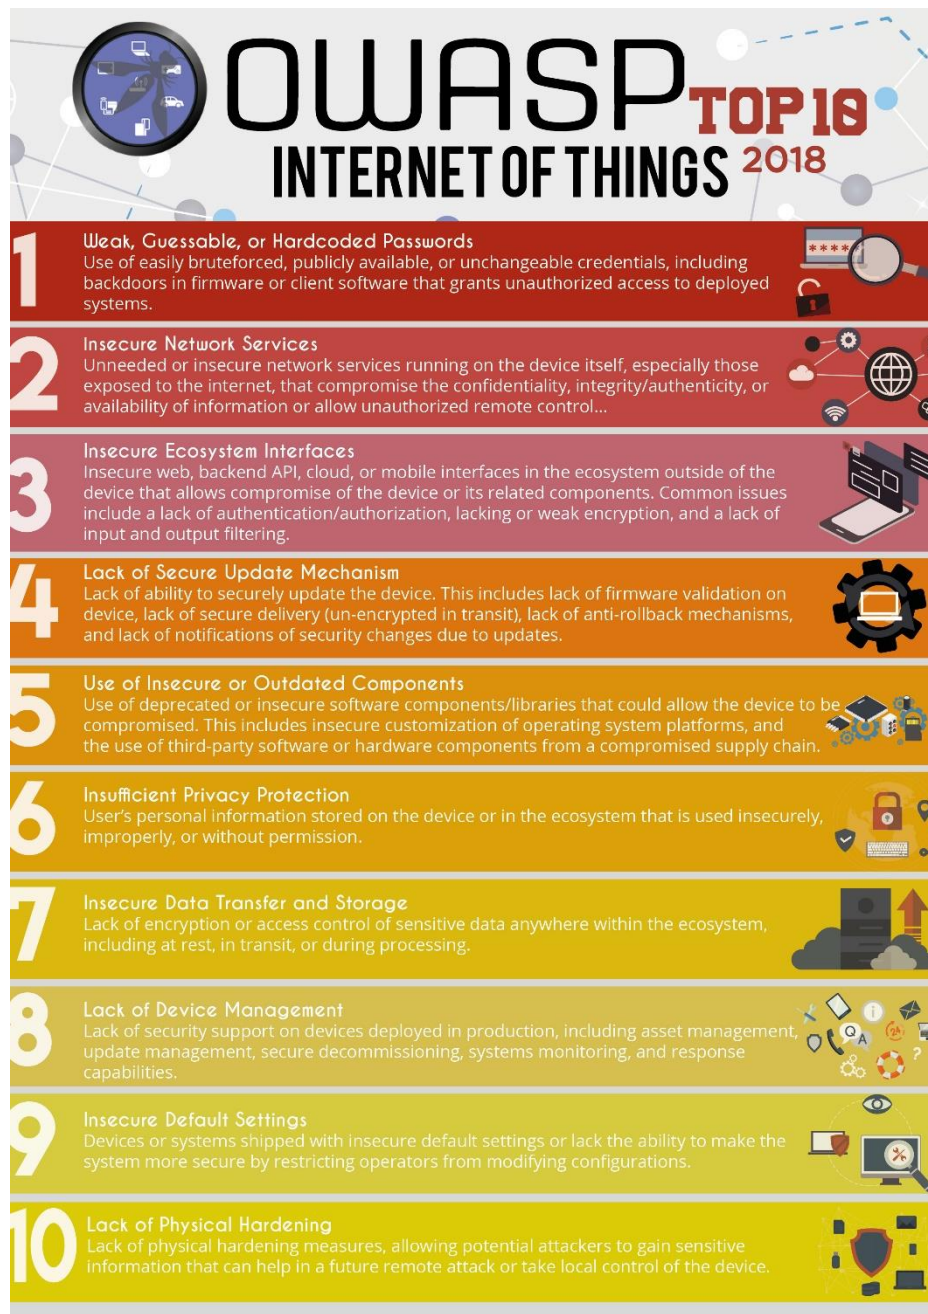 OWASP TOP 10
INTERNET OF THINGS 2018
1
Weak, Guessable, or Hardcoded Passwords
Use of easily bruteforced, publicly available, or unchangeable credentials, including
backdoors in firmware or client software that grants unauthorized access to deployed
systems.
2
Insecure Network Services
Unneeded or insecure network services running on the device itself, especially those
exposed to the internet, that compromise the confidentiality, integrity/authenticity, or
availability of information or allow unauthorized remote control...
3
Insecure Ecosystem Interfaces
Insecure web, backend API, cloud, or mobile interfaces in the ecosystem outside of the
device that allows compromise of the device or its related components. Common issues
include a lack of authentication/authorization, lacking or weak encryption, and a lack of
input and output filtering.
4
Lack of Secure Update Mechanism
Lack of ability to securely update the device. This includes lack of firmware validation on
device, lack of secure delivery (un-encrypted in transit), lack of anti-rollback mechanisms,
and lack of notifications of security changes due to updates.
5
Use of Insecure or Outdated Components
Use of deprecated or insecure software components/libraries that could allow the device to be
compromised. This includes insecure customization of operating system platforms, and
the use of third-party software or hardware components from a compromised supply chain.
6
Insufficient Privacy Protection
User's personal information stored on the device or in the ecosystem that is used insecurely,
improperly, or without permission.
7
Insecure Data Transfer and Storage
Lack of encryption or access control of sensitive data anywhere within the ecosystem,
including at rest, in transit, or during processing.
8
Lack of Device Management
Lack of security support on devices deployed in production, including asset management,
update management, secure decommissioning, systems monitoring, and response
capabilities.
Q
A
24
?
9
Insecure Default Settings
Devices or systems shipped with insecure default settings or lack the ability to make the
system more secure by restricting operators from modifying configurations.
10
Lack of Physical Hardening
Lack of physical hardening measures, allowing potential attackers to gain sensitive
information that can help in a future remote attack or take local control of the device.